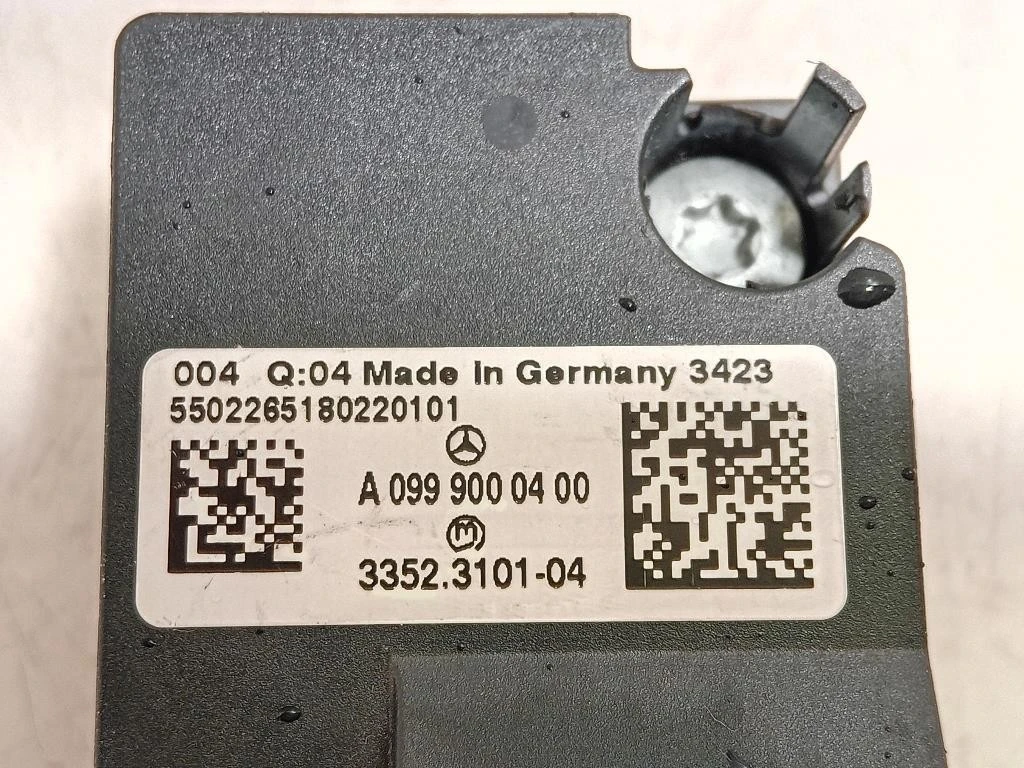 004 Q:04 Made In Germany 3423
5502265180220101
A 099 900 04 00
M
3352.3101-04